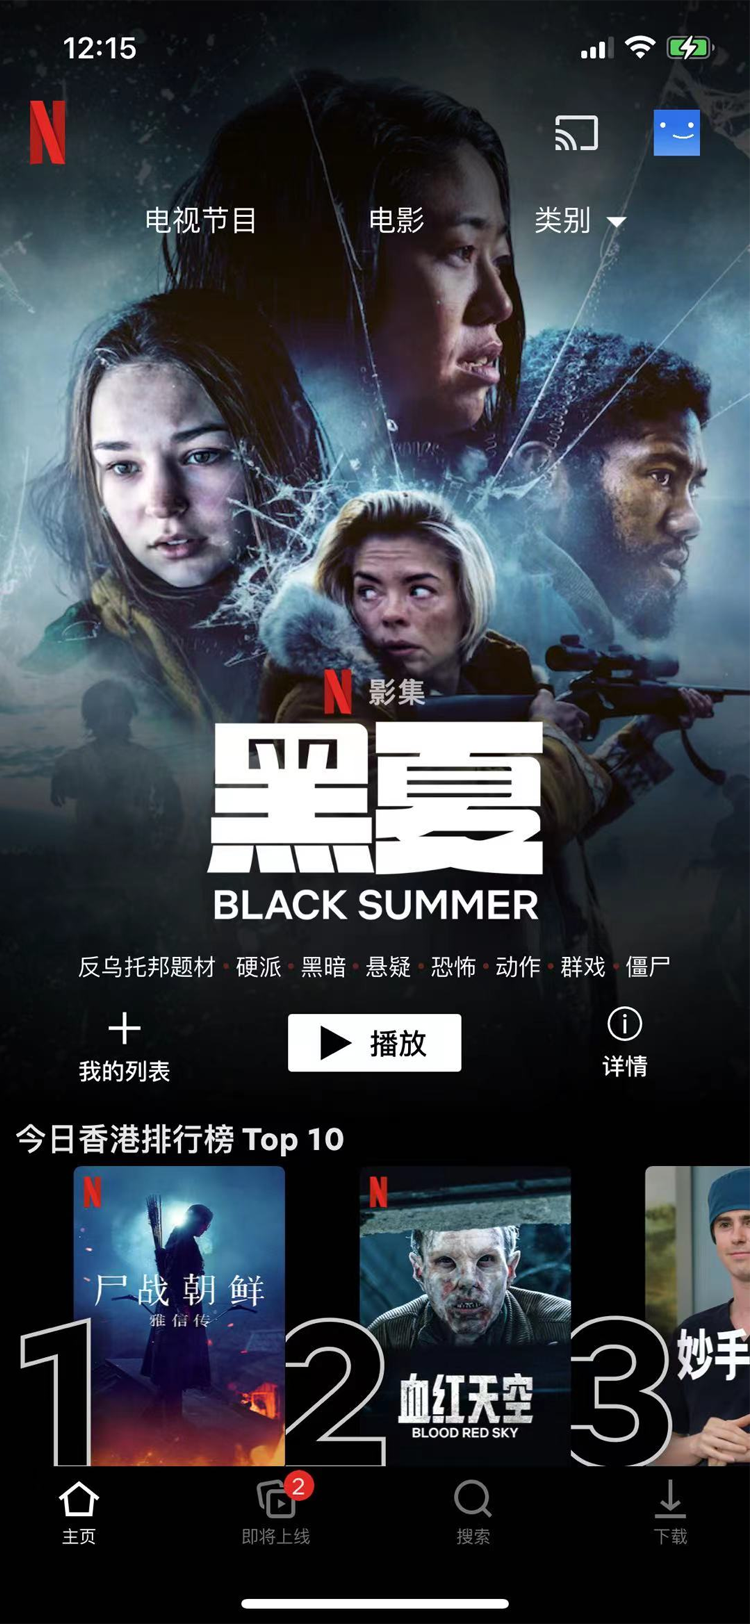 12:15
电视节目 电影 类别
N 影集
黑夏
BLACK SUMMER
反乌托邦题材 · 硬派 · 黑暗 · 悬疑 · 恐怖 · 动作 · 群戏 · 僵尸
我的列表 播放 详情
今日香港排行榜 Top 10
N
尸战朝鲜
雅信传
1
N
血红天空
BLOOD RED SKY
2
妙手
3
2
主页 即将上线 搜索 下载